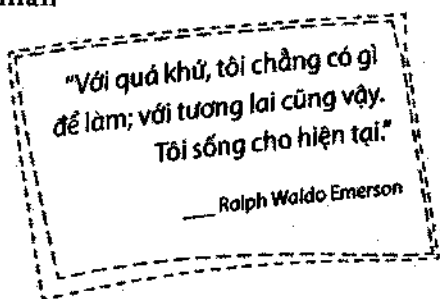 "Với quá khứ, tôi chẳng có gì
để làm; với tương lai cũng vậy.
Tôi sống cho hiện tại."
___ Ralph Waldo Emerson